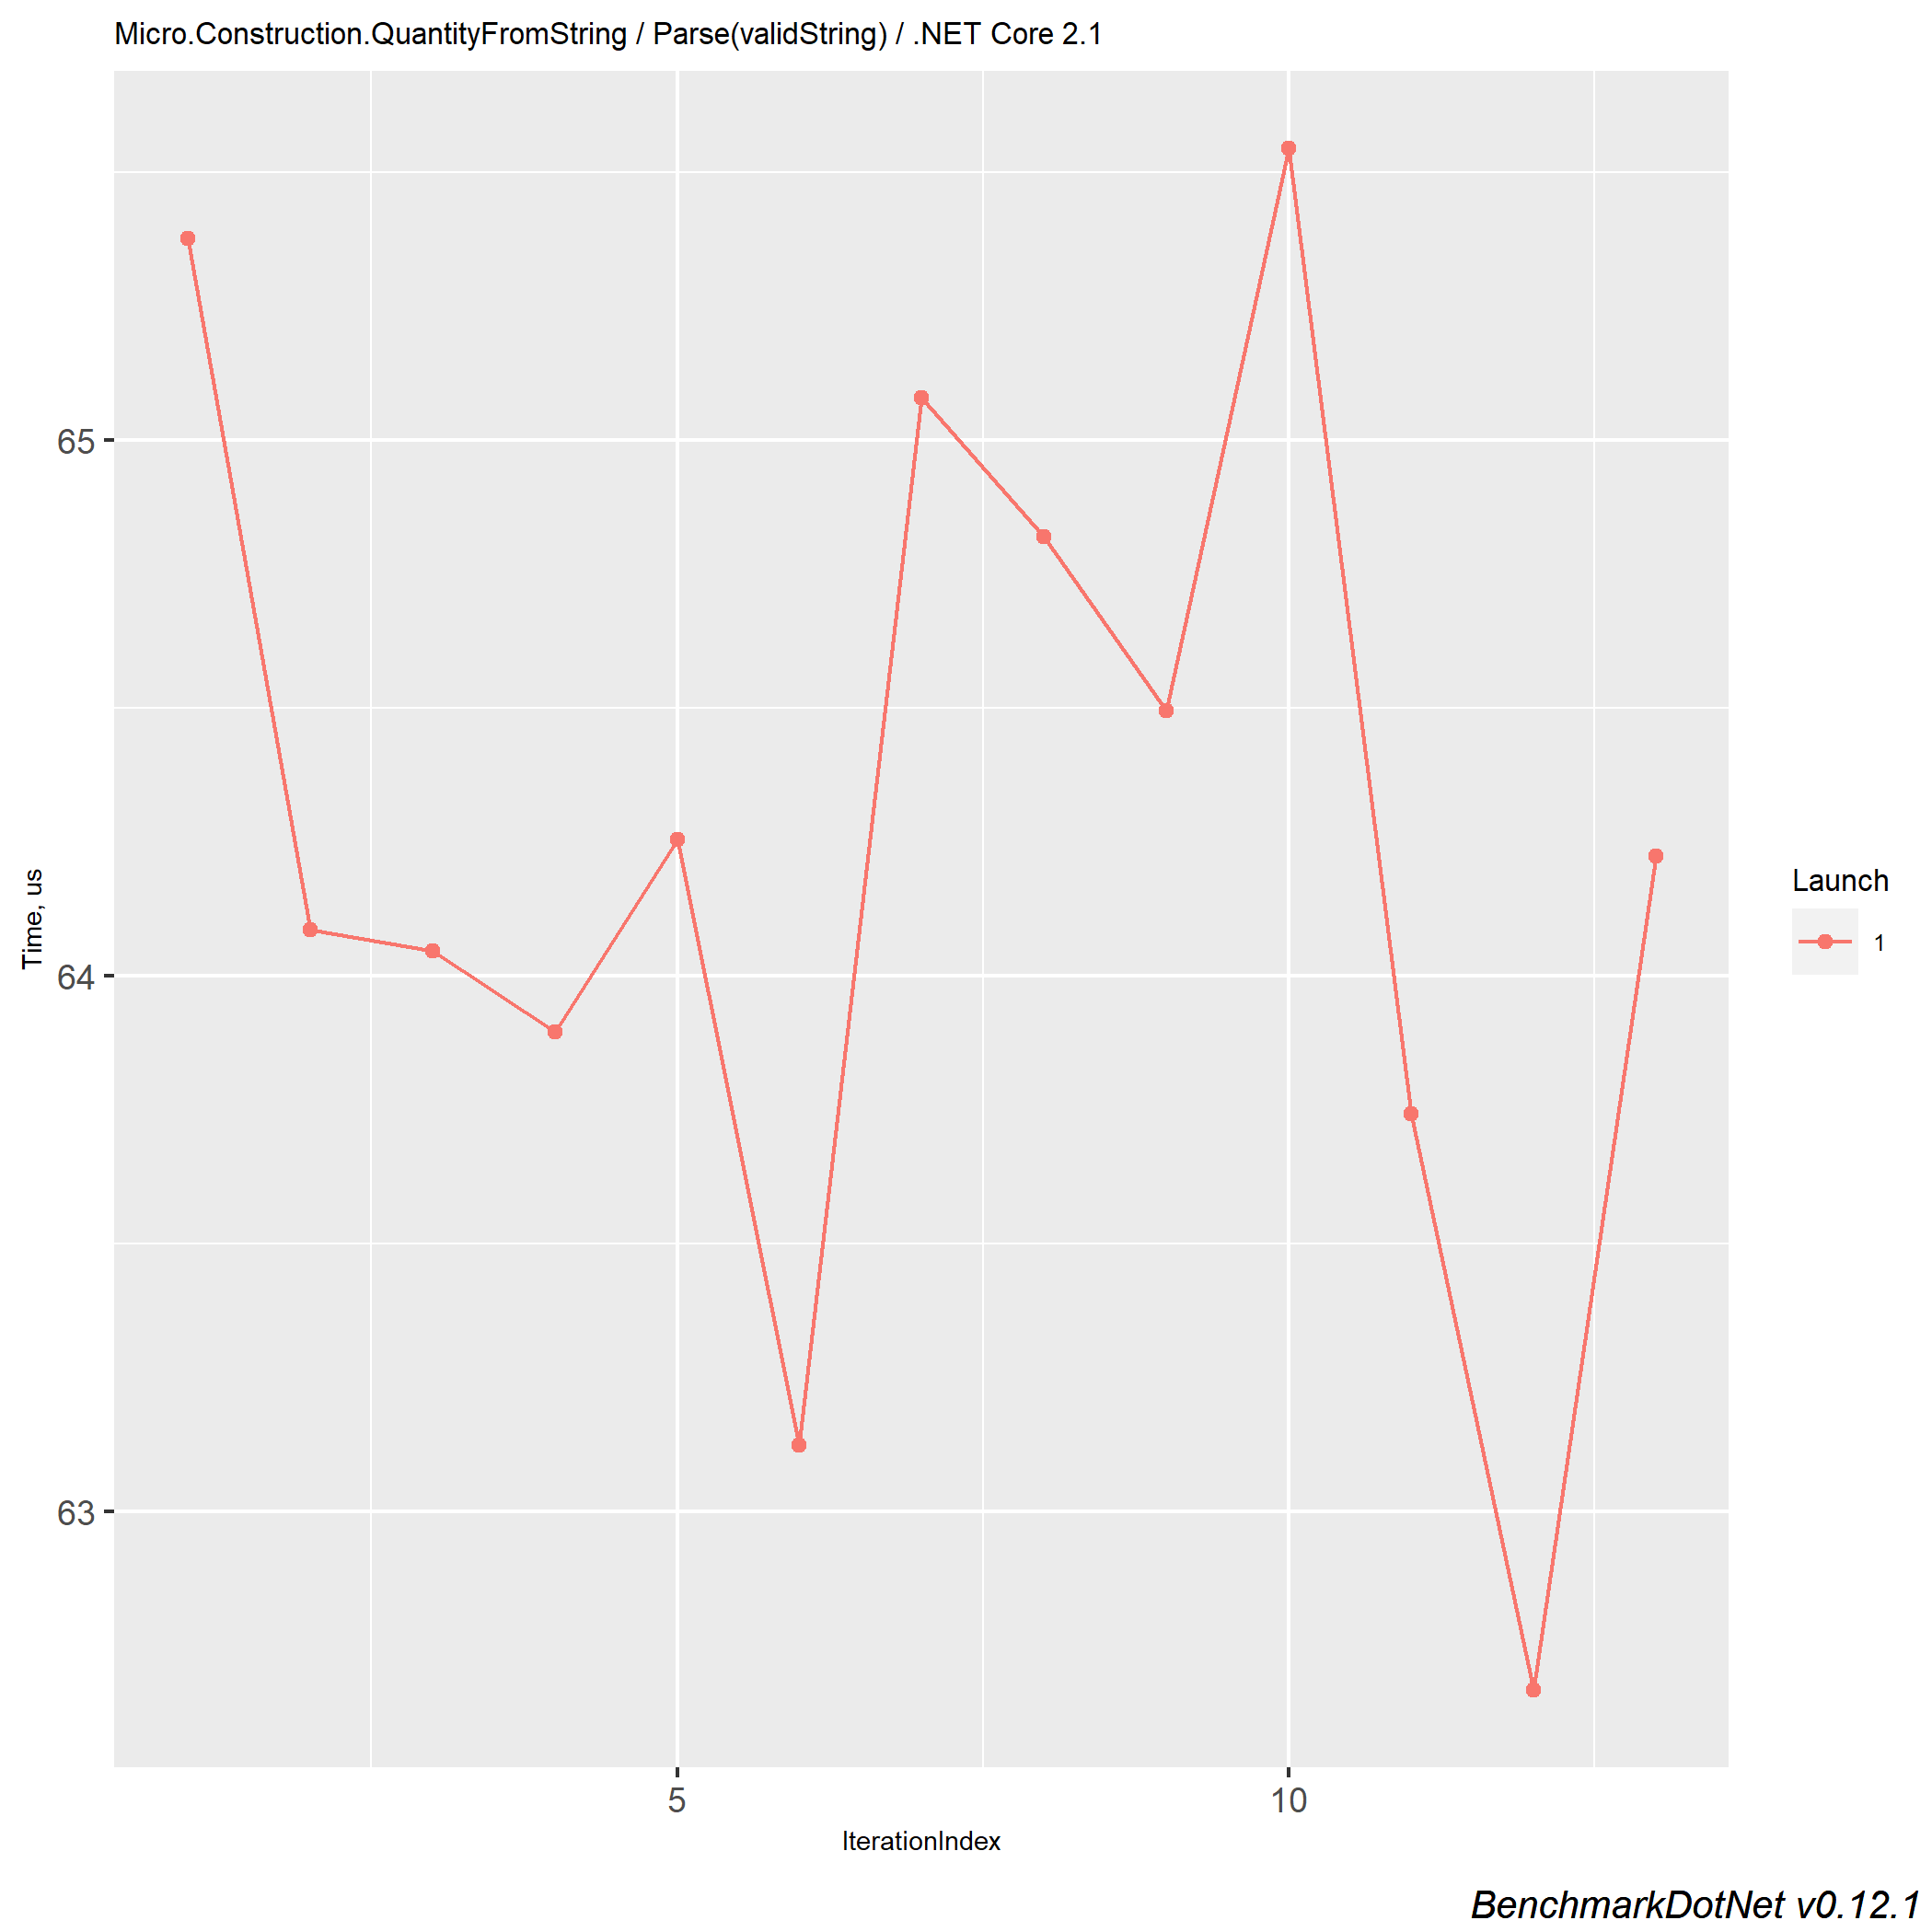 Micro.Construction.QuantityFromString / Parse(validString) / .NET Core 2.1
Time, us
65
64
63
5
10
IterationIndex
Launch
1
BenchmarkDotNet v0.12.1